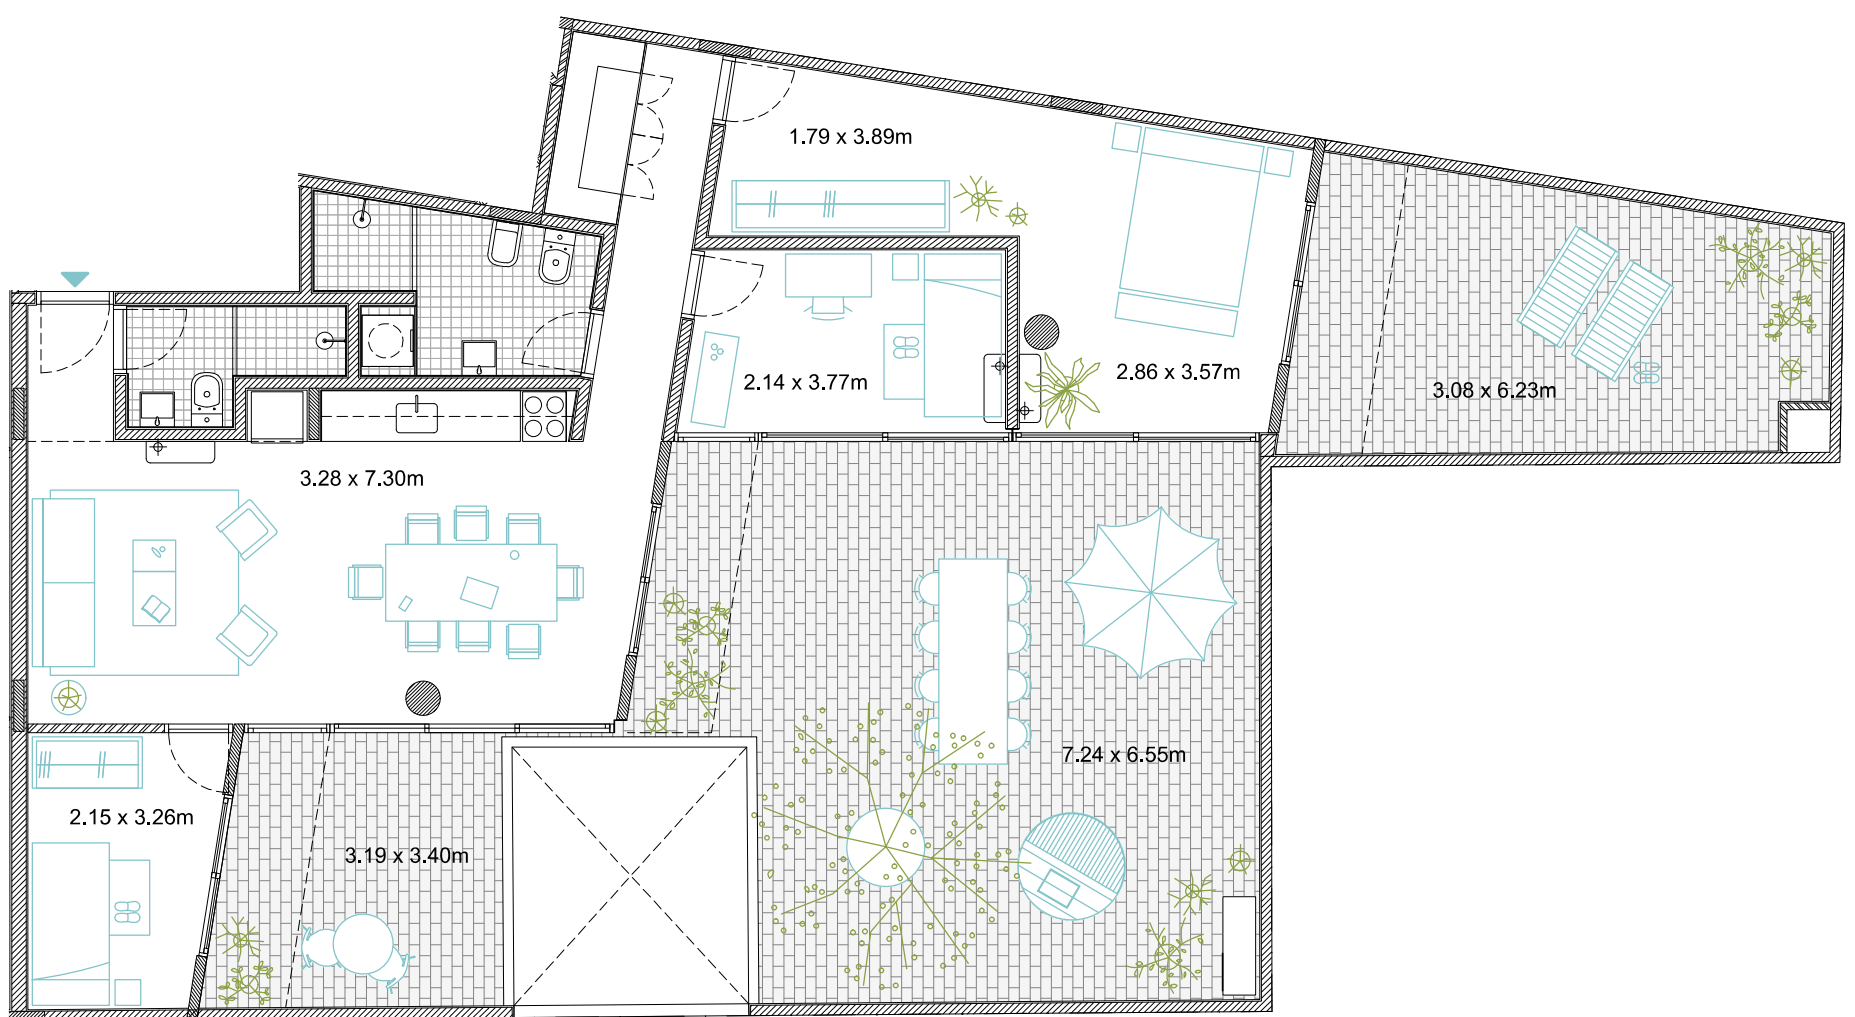 1.79 x 3.89m
2.14 x 3.77m
2.86 x 3.57m
3.08 x 6.23m
3.28 x 7.30m
7.24 x 6.55m
2.15 x 3.26m
3.19 x 3.40m